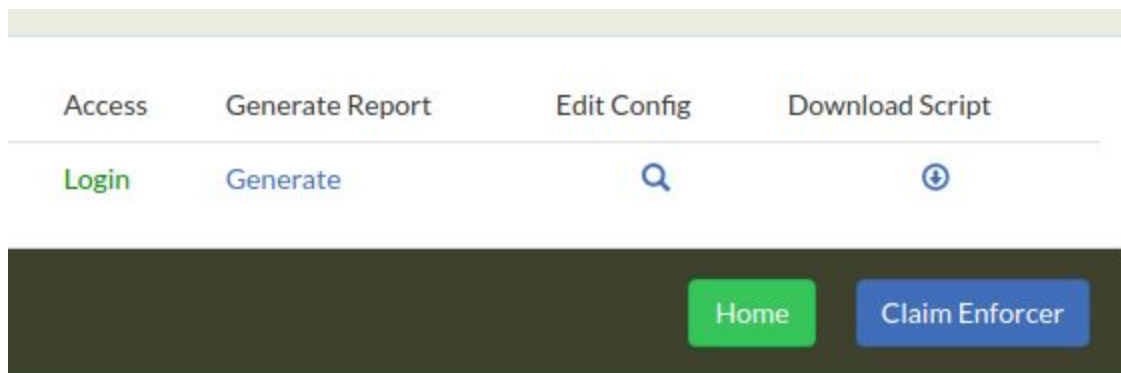 Access Generate Report Edit Config Download Script
Login Generate
Home Claim Enforcer